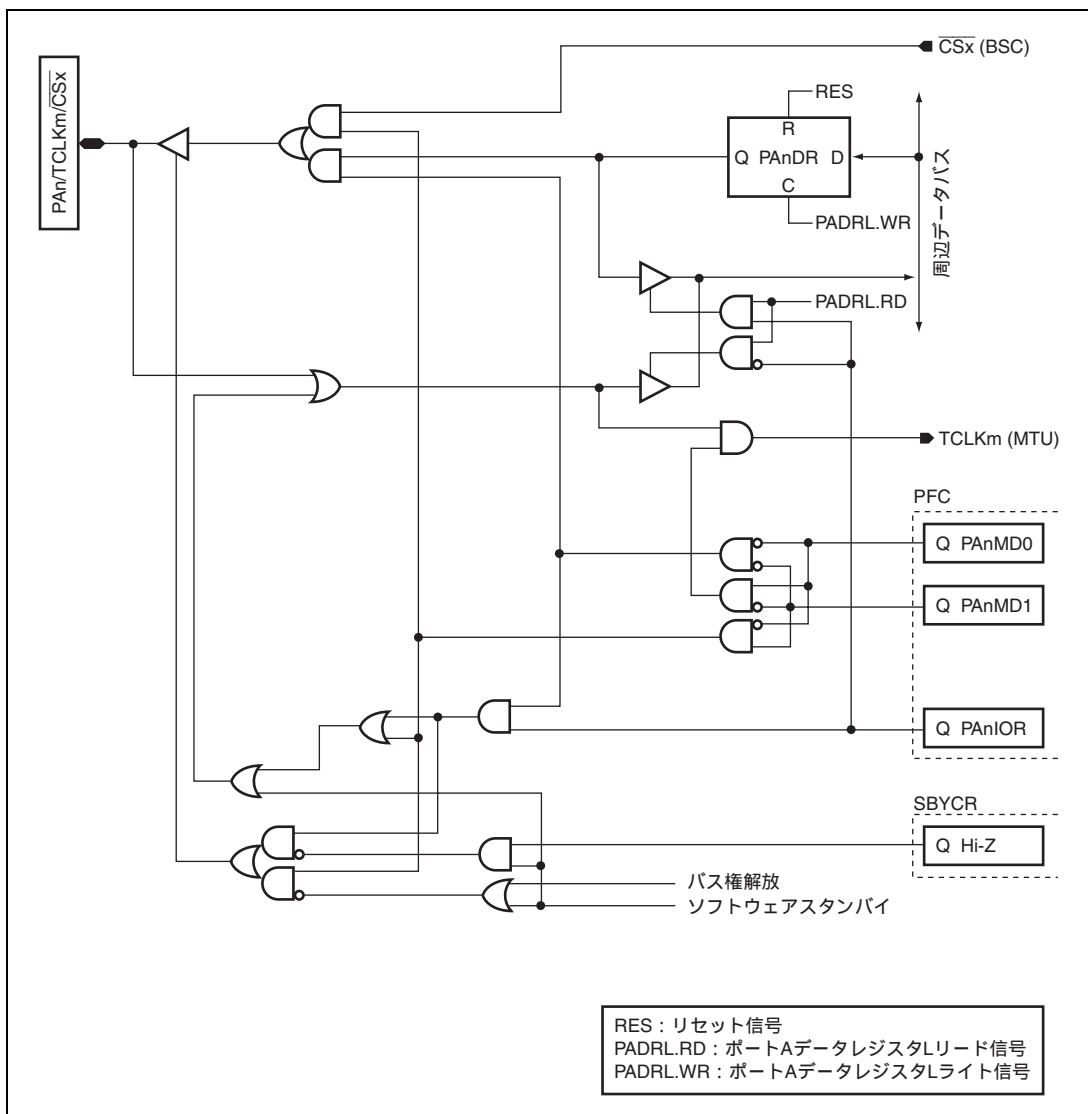 PAn/TCLKm/CSx
CSx (BSC)
RES
R
Q PAnDR D
C
PADRL.WR
周辺データバス
PADRL.RD
TCLKm (MTU)
PFC
Q PAnMD0
Q PAnMD1
Q PAnIOR
SBYCR
Q Hi-Z
バス権解放
ソフトウェアスタンバイ
RES：リセット信号
PADRL.RD：ポートAデータレジスタLリード信号
PADRL.WR：ポートAデータレジスタLライト信号